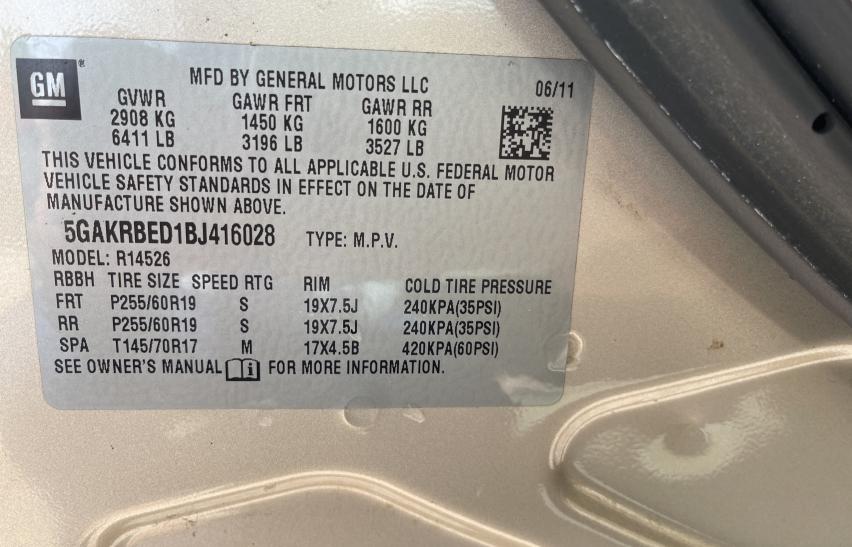 GM®
MFD BY GENERAL MOTORS LLC 06/11
GVWR GAWR FRT GAWR RR
2908 KG 1450 KG 1600 KG
6411 LB 3196 LB 3527 LB
THIS VEHICLE CONFORMS TO ALL APPLICABLE U.S. FEDERAL MOTOR
VEHICLE SAFETY STANDARDS IN EFFECT ON THE DATE OF
MANUFACTURE SHOWN ABOVE.
5GAKRBED1BJ416028 TYPE: M.P.V.
MODEL: R14526
RBBH TIRE SIZE SPEED RTG RIM COLD TIRE PRESSURE
FRT P255/60R19 S 19X7.5J 240KPA(35PSI)
RR P255/60R19 S 19X7.5J 240KPA(35PSI)
SPA T145/70R17 M 17X4.5B 420KPA(60PSI)
SEE OWNER'S MANUAL i FOR MORE INFORMATION.